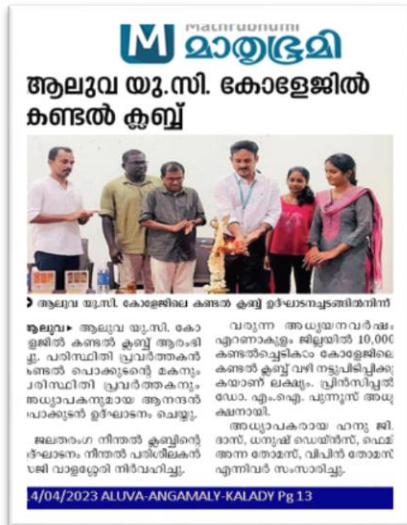 Mathrubhumi
M മാതൃഭൂമി
ആലുവ യു.സി. കോളേജിൽ
കണ്ടൽ ക്ലബ്ബ്
ആലുവ യു.സി. കോളേജിലെ കണ്ടൽ ക്ലബ്ബ് ഉദ്ഘാടനച്ചടങ്ങിൽനിന്ന്
ആലുവ ▸ ആലുവ യു.സി. കോ
ളേജിൽ കണ്ടൽ ക്ലബ്ബ് ആരംഭി
ച്ചു. പരിസ്ഥിതി പ്രവർത്തകൻ
കണ്ടൽ പൊക്കുടന്റെ മകനും
പരിസ്ഥിതി പ്രവർത്തകനും
അധ്യാപകനുമായ ആനന്ദൻ
പൊക്കുടൻ ഉദ്ഘാടനം ചെയ്തു.
ജലതരംഗ നീന്തൽ ക്ലബ്ബിന്റെ
ഉദ്ഘാടനം നീന്തൽ പരിശീലകൻ
സജി വാളശ്ശേരി നിർവഹിച്ചു.
വരുന്ന അധ്യയനവർഷം
എറണാകുളം ജില്ലയിൽ 10,000
കണ്ടൽച്ചെടികൾ കോളേജിലെ
കണ്ടൽ ക്ലബ്ബ് വഴി നട്ടുപിടിപ്പിക്കു
കയാണ് ലക്ഷ്യം. പ്രിൻസിപ്പൽ
ഡോ. എം.ഐ. പുന്നൂസ് അധ്യ
ക്ഷനായി.
അധ്യാപകരായ ഹനു ജി.
ദാസ്, ധനുഷ് ഡെയ്ൻസ്, ഫെമി
അന്ന തോമസ്, വിപിൻ തോമസ്
എന്നിവർ സംസാരിച്ചു.
14/04/2023 ALUVA-ANGAMALY-KALADY Pg 13